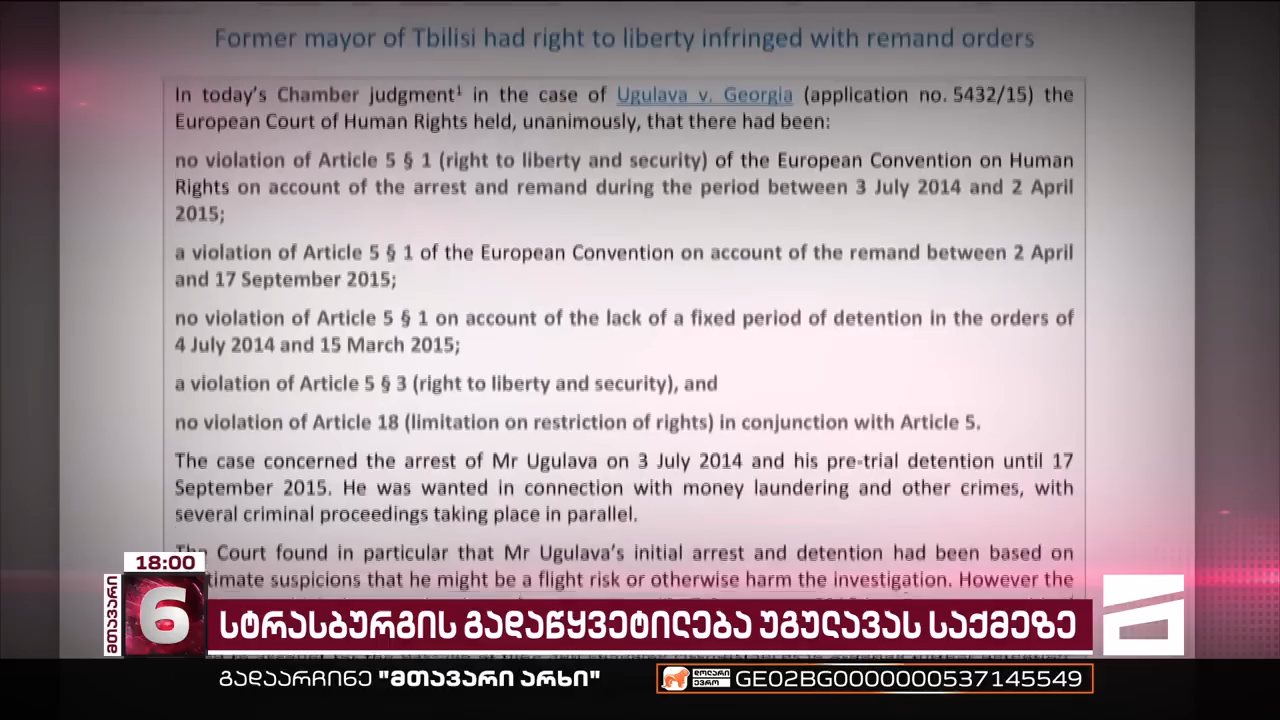 Former mayor of Tbilisi had right to liberty infringed with remand orders
In today's Chamber judgment¹ in the case of Ugulava v. Georgia (application no. 5432/15) the
European Court of Human Rights held, unanimously, that there had been:
no violation of Article 5 § 1 (right to liberty and security) of the European Convention on Human
Rights on account of the arrest and remand during the period between 3 July 2014 and 2 April
2015;
a violation of Article 5 § 1 of the European Convention on account of the remand between 2 April
and 17 September 2015;
no violation of Article 5 § 1 on account of the lack of a fixed period of detention in the orders of
4 July 2014 and 15 March 2015;
a violation of Article 5 § 3 (right to liberty and security), and
no violation of Article 18 (limitation on restriction of rights) in conjunction with Article 5.
The case concerned the arrest of Mr Ugulava on 3 July 2014 and his pre-trial detention until 17
September 2015. He was wanted in connection with money laundering and other crimes, with
several criminal proceedings taking place in parallel.
Court found in particular that Mr Ugulava's initial arrest and detention had been based on
suspicions that he might be a flight risk or otherwise harm the investigation. However the
18:00
მთავარი
6
სტრასბურგის გადაწყვეტილება უგულავას საქმეზე
გადაარჩინე "მთავარი არხი"
დოლარი
ევრო
GE02BG0000000537145549